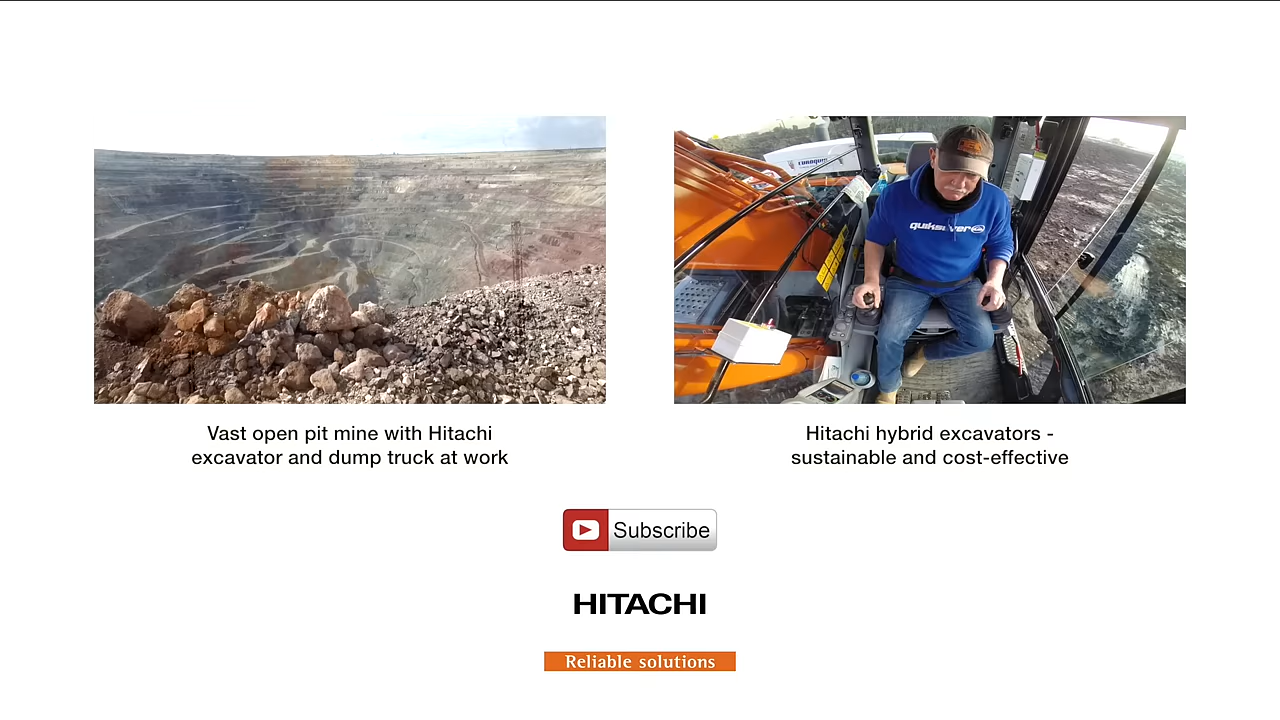 EUROQUIP
quiksilver
Vast open pit mine with Hitachi
excavator and dump truck at work
Hitachi hybrid excavators -
sustainable and cost-effective
Subscribe
HITACHI
Reliable solutions